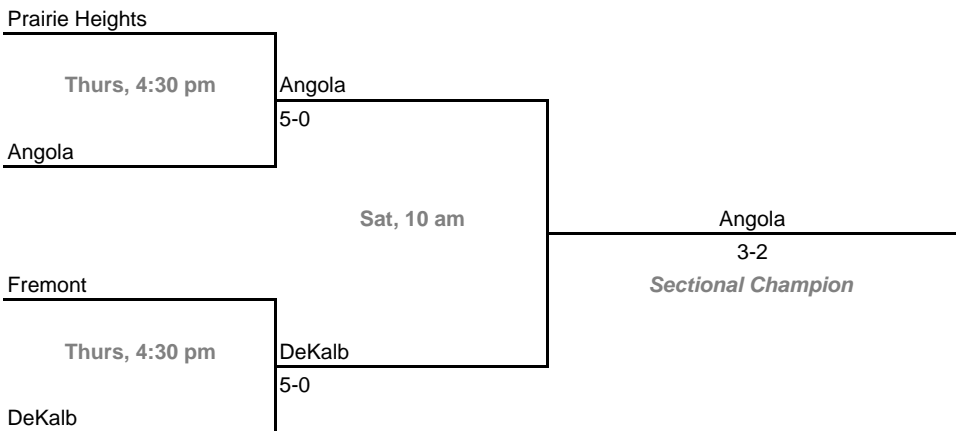 Prairie Heights
Thurs, 4:30 pm
Angola
5-0
Angola
Sat, 10 am
Angola
3-2
Sectional Champion
Fremont
Thurs, 4:30 pm
DeKalb
5-0
DeKalb